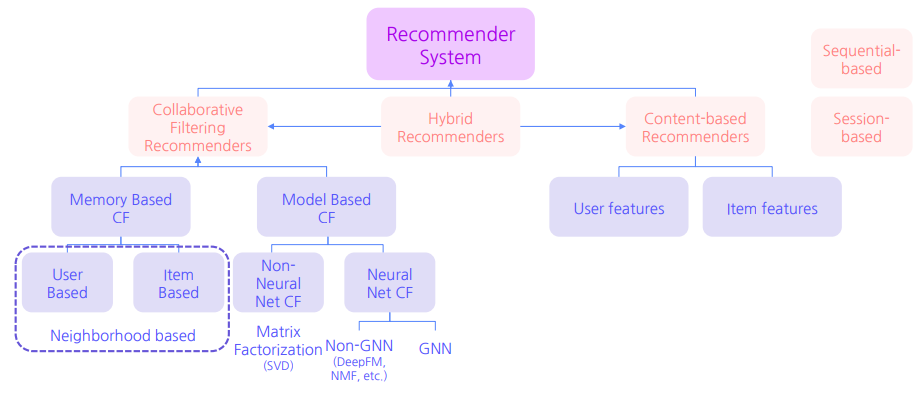 Recommender
System
Sequential-
based
Collaborative
Filtering
Recommenders
Hybrid
Recommenders
Content-based
Recommenders
Session-
based
Memory Based
CF
Model Based
CF
User features
Item features
User
Based
Item
Based
Non-
Neural
Net CF
Neural
Net CF
Neighborhood based
Matrix
Factorization
(SVD)
Non-GNN
(DeepFM,
NMF, etc.)
GNN